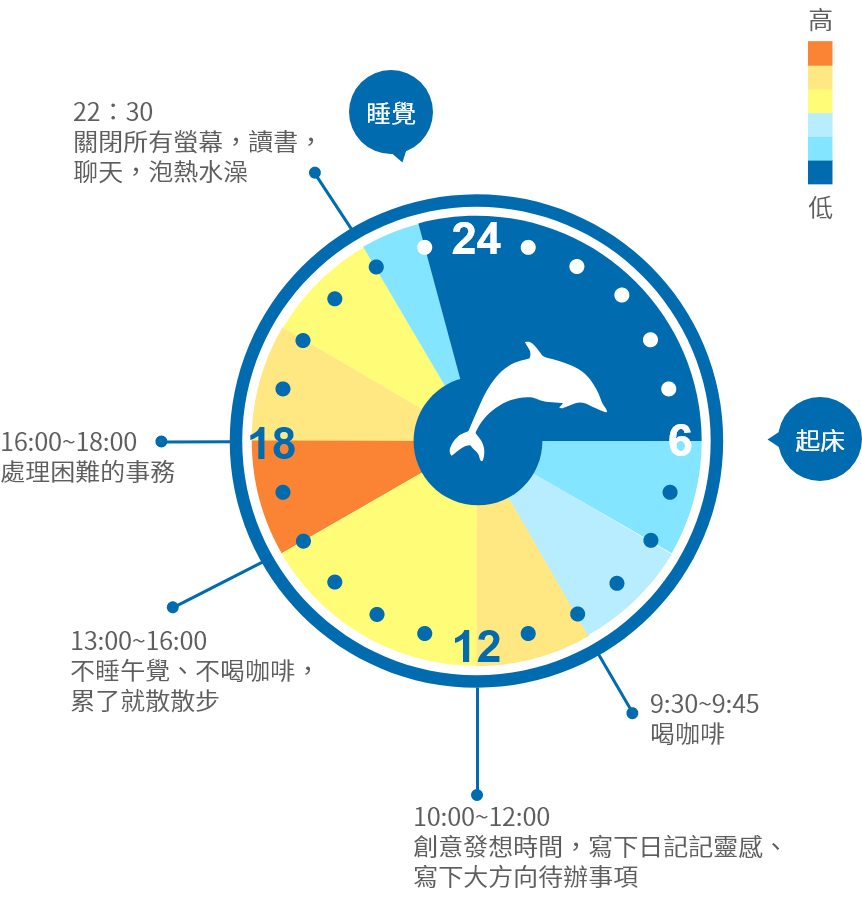 高
低
22：30
關閉所有螢幕，讀書，
聊天，泡熱水澡
睡覺
24
16:00~18:00
處理困難的事務
18
6
起床
12
13:00~16:00
不睡午覺、不喝咖啡，
累了就散散步
9:30~9:45
喝咖啡
10:00~12:00
創意發想時間，寫下日記記靈感、
寫下大方向待辦事項